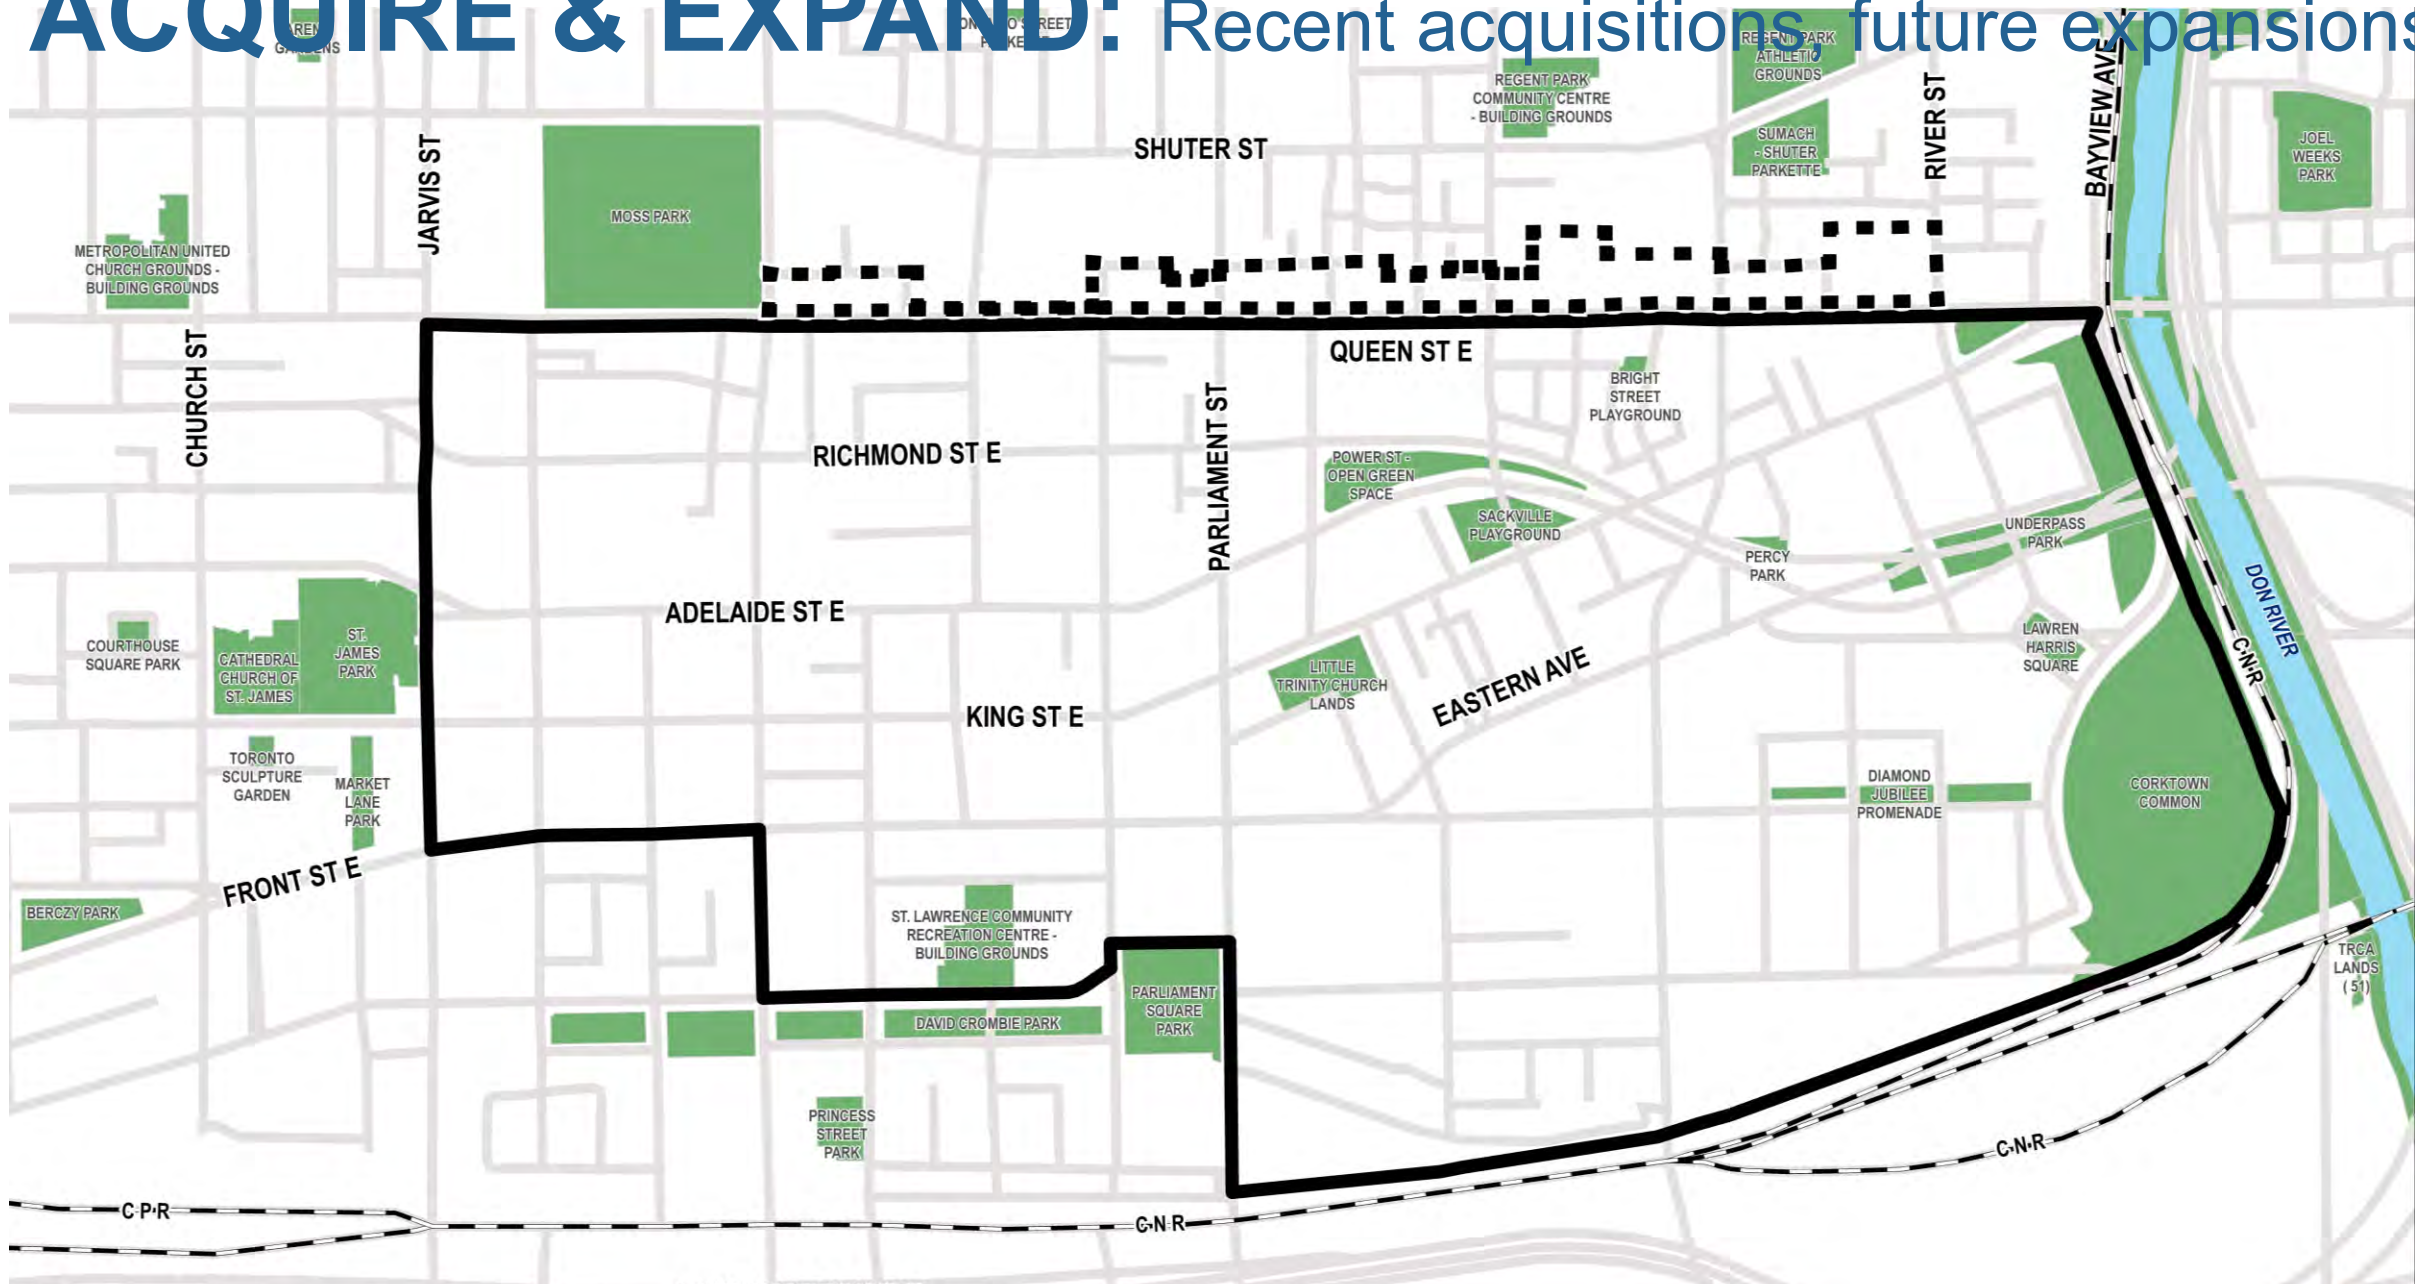 ACQUIRE & EXPAND: Recent acquisitions, future expansions
GARDENS
REGENT PARK
ATHLETIC
GROUNDS
REGENT PARK
COMMUNITY CENTRE
- BUILDING GROUNDS
BAYVIEW AVE
RIVER ST
SHUTER ST
SUMACH
- SHUTER
PARKETTE
JOEL
WEEKS
PARK
JARVIS ST
MOSS PARK
METROPOLITAN UNITED
CHURCH GROUNDS -
BUILDING GROUNDS
CHURCH ST
QUEEN ST E
BRIGHT
STREET
PLAYGROUND
PARLIAMENT ST
RICHMOND ST E
POWER ST -
OPEN GREEN
SPACE
SACKVILLE
PLAYGROUND
UNDERPASS
PARK
PERCY
PARK
DON RIVER
ADELAIDE ST E
COURTHOUSE
SQUARE PARK
CATHEDRAL
CHURCH OF
ST. JAMES
ST.
JAMES
PARK
LITTLE
TRINITY CHURCH
LANDS
EASTERN AVE
LAWREN
HARRIS
SQUARE
C-N-R
KING ST E
TORONTO
SCULPTURE
GARDEN
MARKET
LANE
PARK
DIAMOND
JUBILEE
PROMENADE
CORKTOWN
COMMON
FRONT ST E
BERCZY PARK
ST. LAWRENCE COMMUNITY
RECREATION CENTRE -
BUILDING GROUNDS
TRCA
LANDS
( 51)
PARLIAMENT
SQUARE
PARK
DAVID CROMBIE PARK
PRINCESS
STREET
PARK
C-N-R
C-P-R
C-N-R